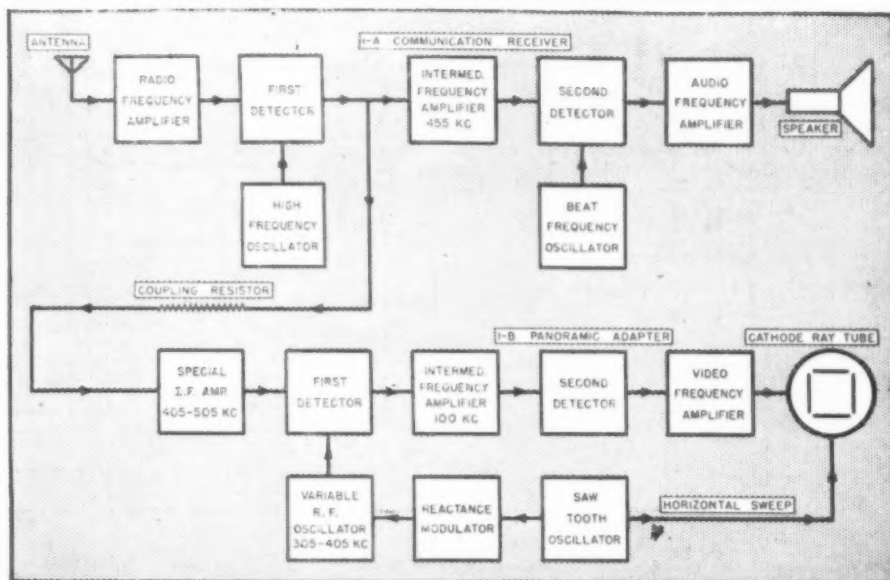 ANTENNA
1-A COMMUNICATION RECEIVER
RADIO
FREQUENCY
AMPLIFIER
FIRST
DETECTOR
INTERMED.
FREQUENCY
AMPLIFIER
455 KC
SECOND
DETECTOR
AUDIO
FREQUENCY
AMPLIFIER
SPEAKER
HIGH
FREQUENCY
OSCILLATOR
BEAT
FREQUENCY
OSCILLATOR
COUPLING RESISTOR
1-B PANORAMIC ADAPTER
CATHODE RAY TUBE
SPECIAL
I.F. AMP.
405-505 KC
FIRST
DETECTOR
INTERMED.
FREQUENCY
AMPLIFIER
100 KC
SECOND
DETECTOR
VIDEO
FREQUENCY
AMPLIFIER
VARIABLE
R.F.
OSCILLATOR
305-405 KC
REACTANCE
MODULATOR
SAW
TOOTH
OSCILLATOR
HORIZONTAL SWEEP